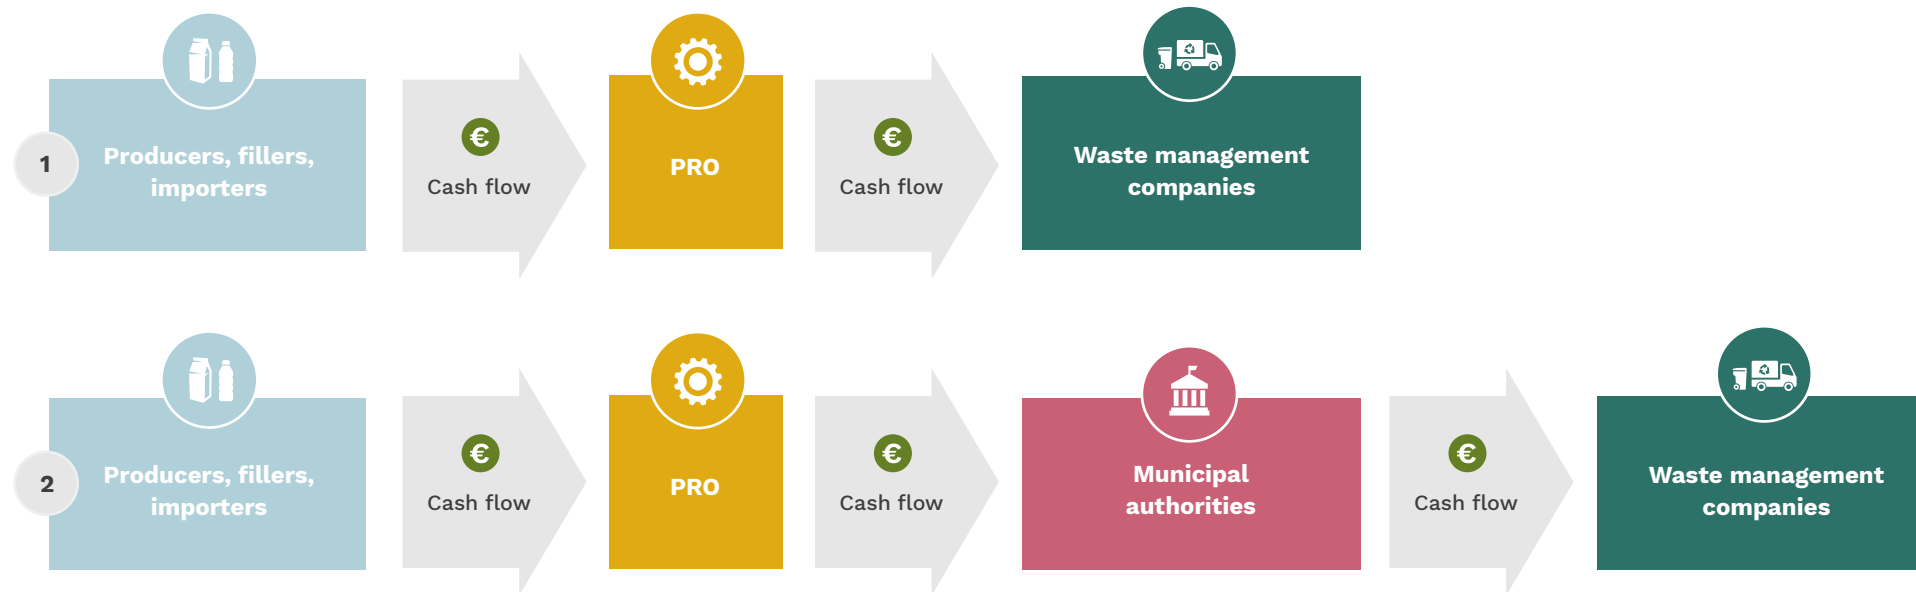 1
Producers, fillers,
importers
€
Cash flow
PRO
€
Cash flow
Waste management
companies
2
Producers, fillers,
importers
€
Cash flow
PRO
€
Cash flow
Municipal
authorities
€
Cash flow
Waste management
companies